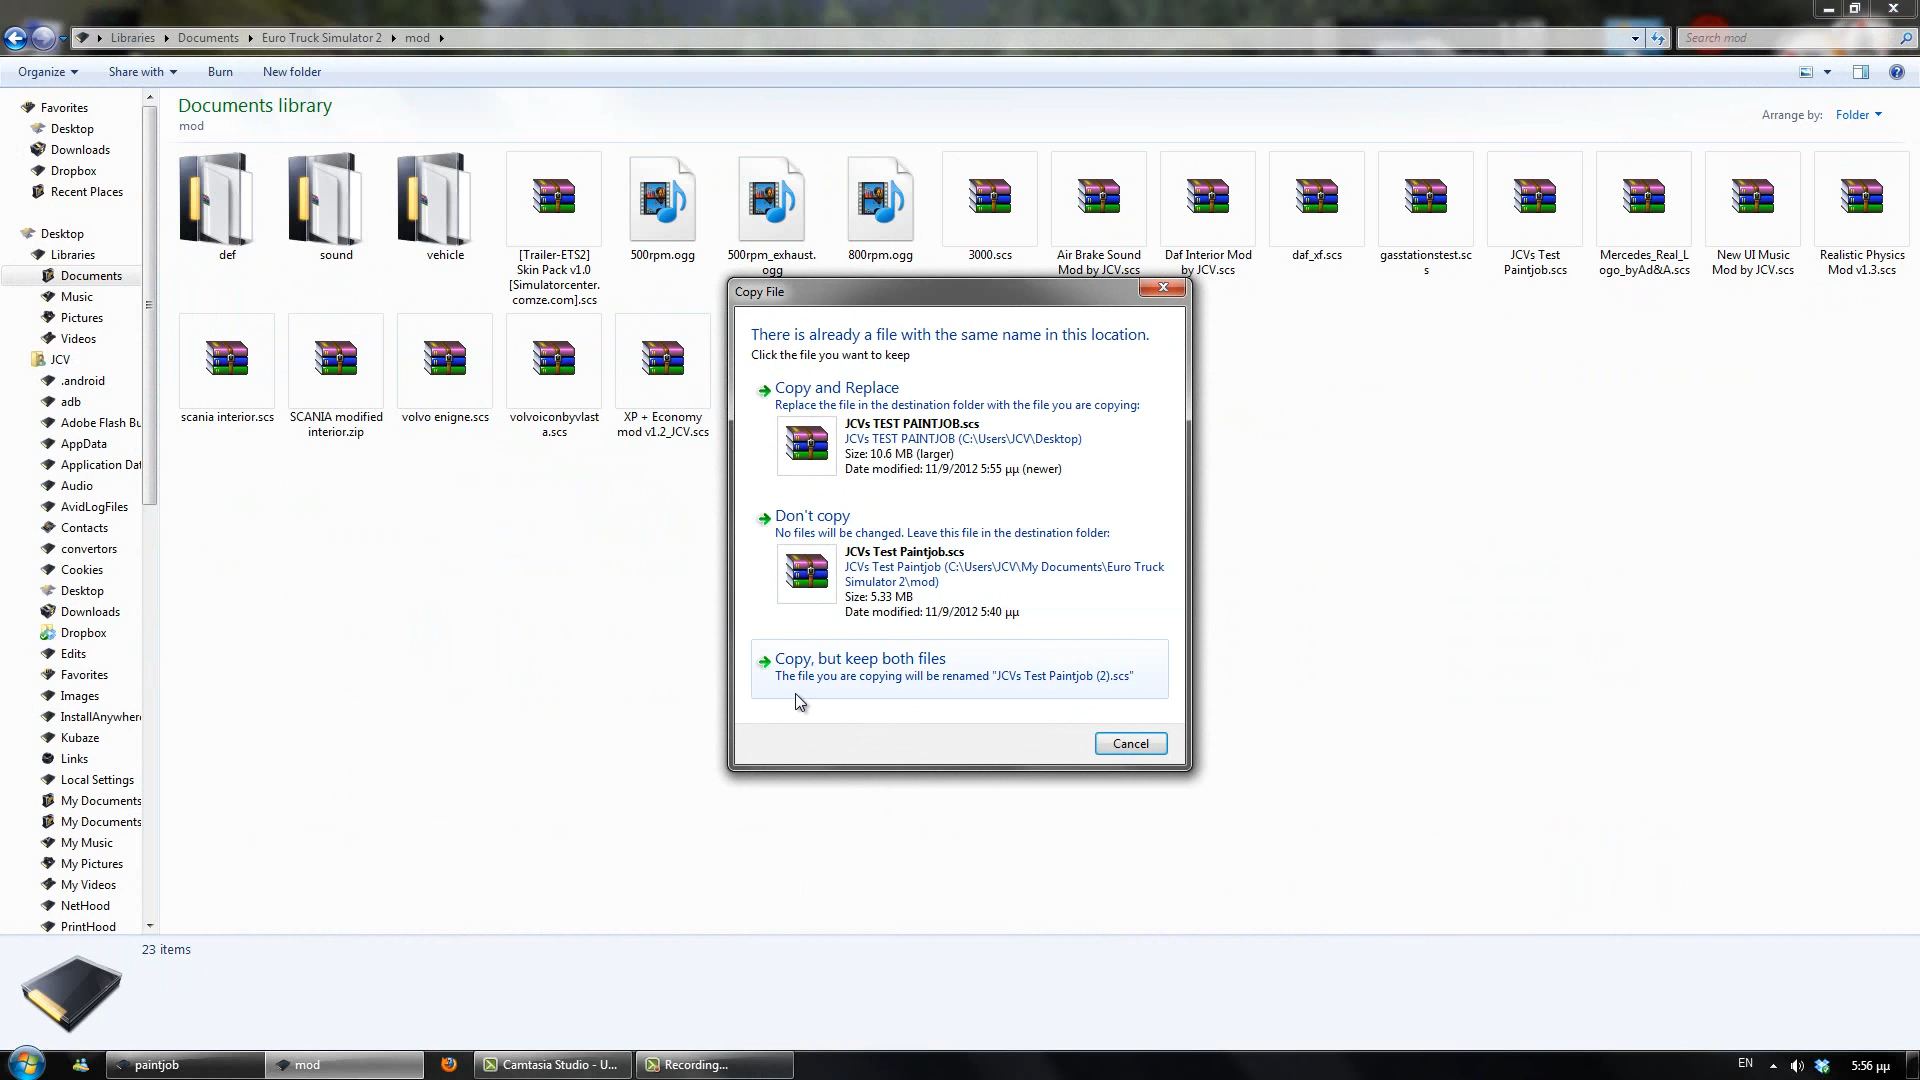 Libraries
Documents
Euro Truck Simulator 2
mod
Search mod
Organize
Share with
Burn
New folder
Favorites
Desktop
Downloads
Dropbox
Recent Places
Desktop
Libraries
Documents
Music
Pictures
Videos
JCV
.android
adb
Adobe Flash Bu
AppData
Application Dat
Audio
AvidLogFiles
Contacts
convertors
Cookies
Desktop
Downloads
Dropbox
Edits
Favorites
Images
InstallAnywhere
Kubaze
Links
Local Settings
My Documents
My Documents
My Music
My Pictures
My Videos
NetHood
PrintHood
Documents library
mod
Arrange by: Folder
def
sound
vehicle
[Trailer-ETS2]
Skin Pack v1.0
[Simulatorcenter.
comze.com].scs
500rpm.ogg
500rpm_exhaust.
ogg
800rpm.ogg
3000.scs
Air Brake Sound
Mod by JCV.scs
Daf Interior Mod
by JCV.scs
daf_xf.scs
gasstationstest.sc
s
JCVs Test
Paintjob.scs
Mercedes_Real_L
ogo_byAd&A.scs
New UI Music
Mod by JCV.scs
Realistic Physics
Mod v1.3.scs
scania interior.scs
SCANIA modified
interior.zip
volvo enigne.scs
volvoiconbyvlast
a.scs
XP + Economy
mod v1.2_JCV.scs
Copy File
There is already a file with the same name in this location.
Click the file you want to keep
Copy and Replace
Replace the file in the destination folder with the file you are copying:
JCVs TEST PAINTJOB.scs
JCVs TEST PAINTJOB (C:\Users\JCV\Desktop)
Size: 10.6 MB (larger)
Date modified: 11/9/2012 5:55 μμ (newer)
Don't copy
No files will be changed. Leave this file in the destination folder:
JCVs Test Paintjob.scs
JCVs Test Paintjob (C:\Users\JCV\My Documents\Euro Truck
Simulator 2\mod)
Size: 5.33 MB
Date modified: 11/9/2012 5:40 μμ
Copy, but keep both files
The file you are copying will be renamed "JCVs Test Paintjob (2).scs"
Cancel
23 items
paintjob
mod
Camtasia Studio - U...
Recording...
EN
5:56 μμ